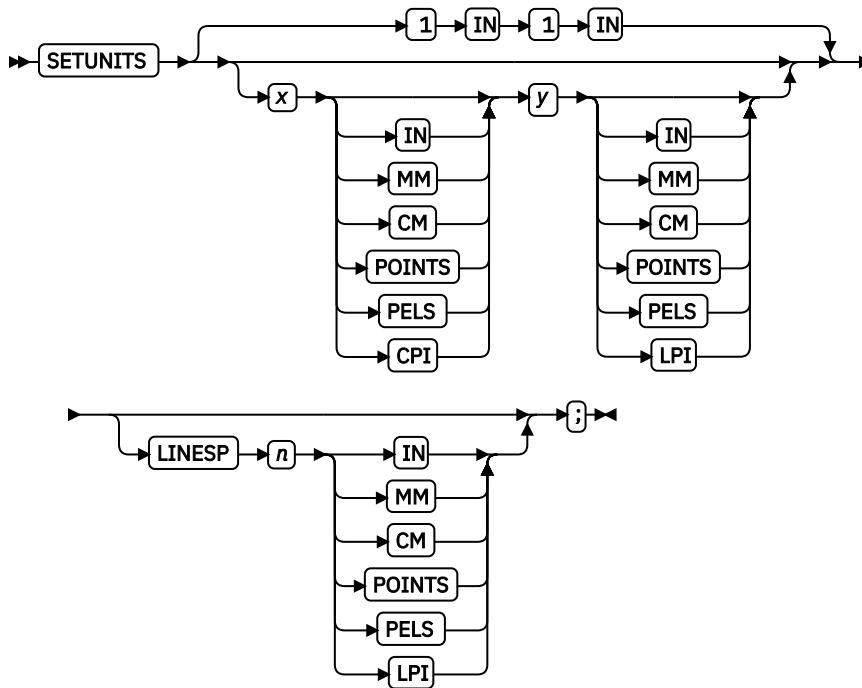 1 IN 1 IN
SETUNITS
x y
IN IN
MM MM
CM CM
POINTS POINTS
PELS PELS
CPI LPI
;
LINESP n IN
MM
CM
POINTS
PELS
LPI